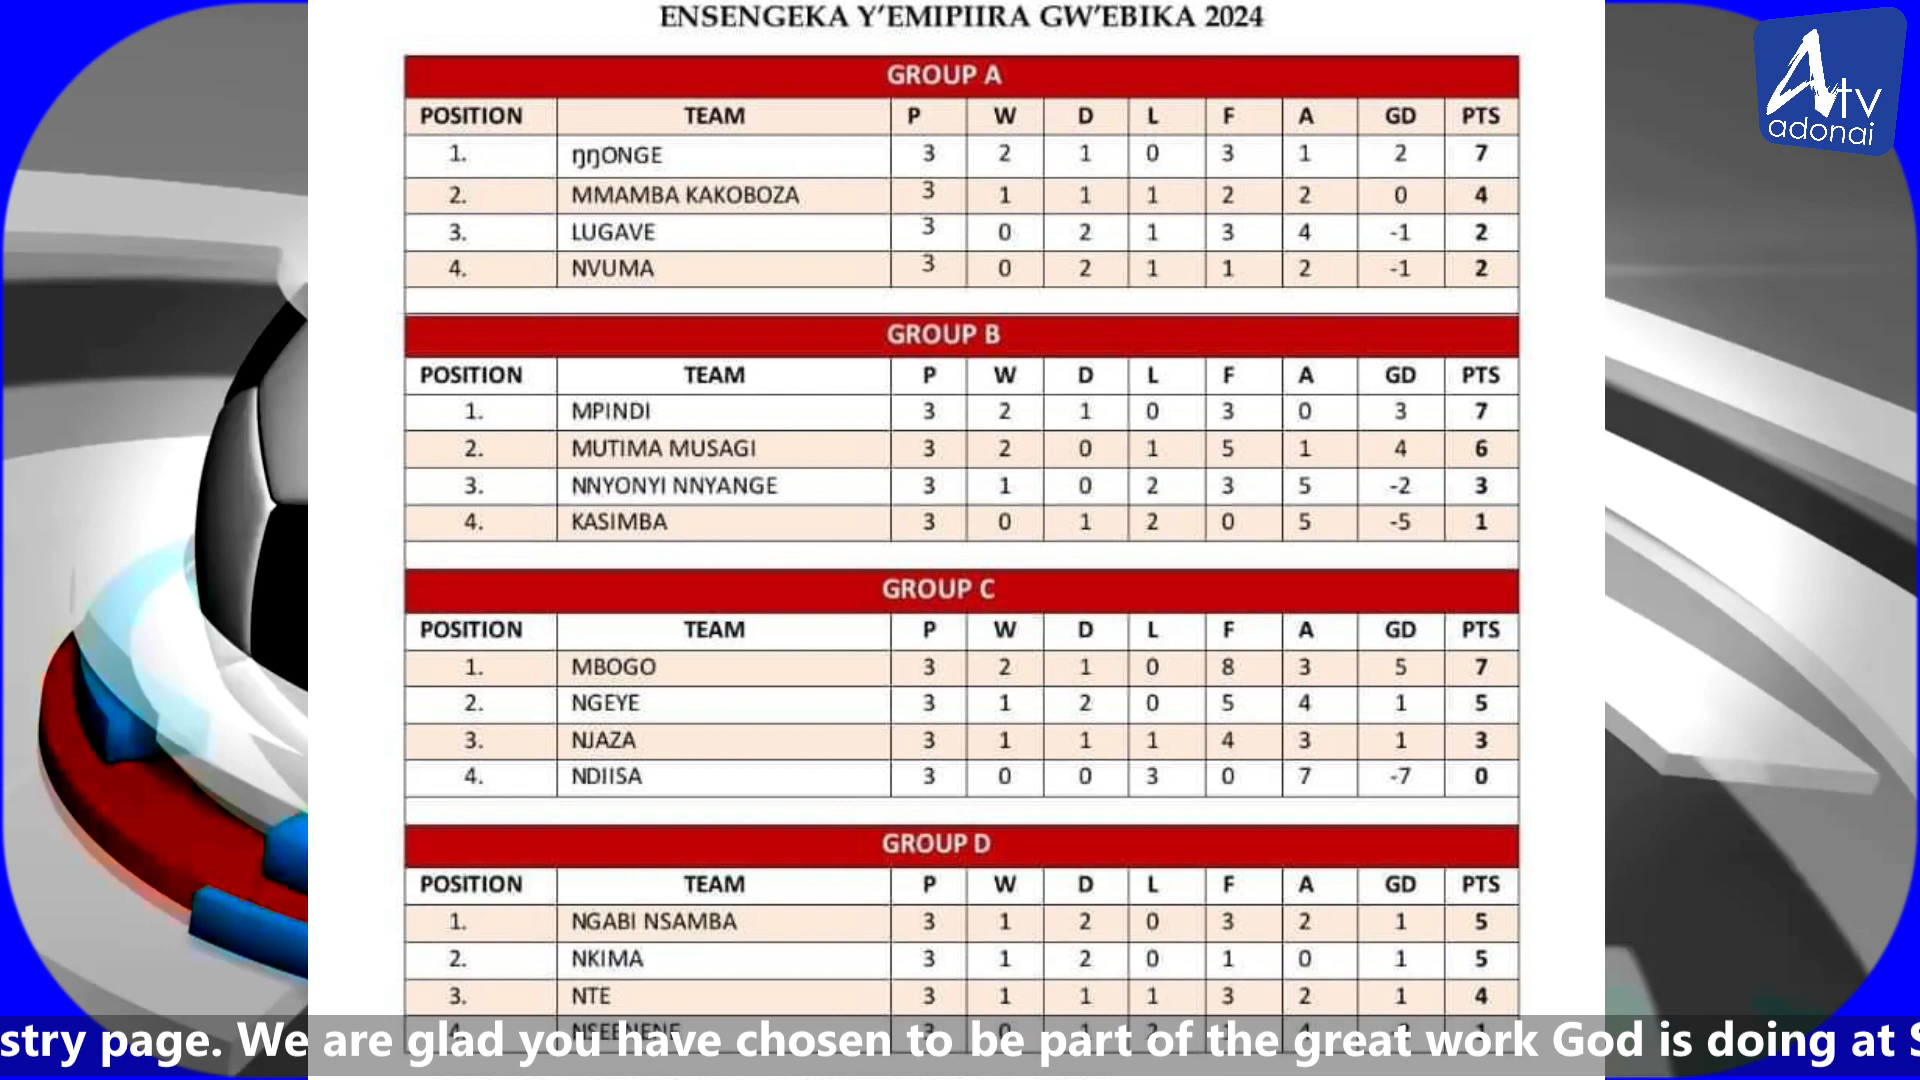 ENSENGEKA Y'EMIPIIRA GW'EBIKA 2024
Atv
adonai
GROUP A
POSITION TEAM P W D L F A GD PTS
1. ŋŋONGE 3 2 1 0 3 1 2 7
2. MMAMBA KAKOBOZA 3 1 1 1 2 2 0 4
3. LUGAVE 3 0 2 1 3 4 -1 2
4. NVUMA 3 0 2 1 1 2 -1 2
GROUP B
POSITION TEAM P W D L F A GD PTS
1. MPINDI 3 2 1 0 3 0 3 7
2. MUTIMA MUSAGI 3 2 0 1 5 1 4 6
3. NNYONYI NNYANGE 3 1 0 2 3 5 -2 3
4. KASIMBA 3 0 1 2 0 5 -5 1
GROUP C
POSITION TEAM P W D L F A GD PTS
1. MBOGO 3 2 1 0 8 3 5 7
2. NGEYE 3 1 2 0 5 4 1 5
3. NJAZA 3 1 1 1 4 3 1 3
4. NDIISA 3 0 0 3 0 7 -7 0
GROUP D
POSITION TEAM P W D L F A GD PTS
1. NGABI NSAMBA 3 1 2 0 3 2 1 5
2. NKIMA 3 1 2 0 1 0 1 5
3. NTE 3 1 1 1 3 2 1 4
4. NSEENENE
stry page. We are glad you have chosen to be part of the great work God is doing at S